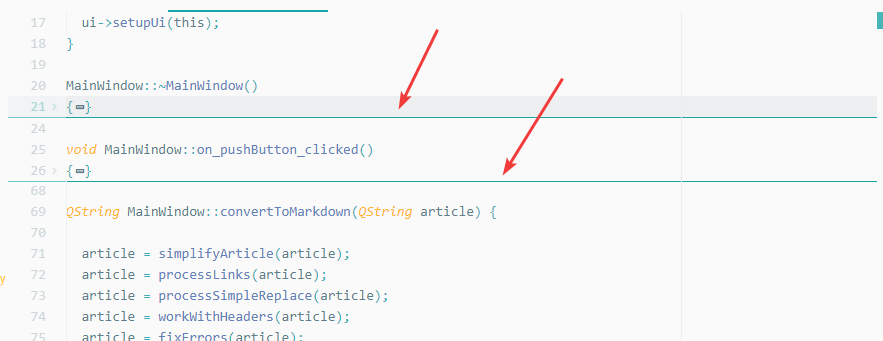 17 ui->setupUi(this);
18 }
19
20 MainWindow::~MainWindow()
21 > {…}
24
25 void MainWindow::on_pushButton_clicked()
26 > {…}
68
69 QString MainWindow::convertToMarkdown(QString article) {
70
71 article = simplifyArticle(article);
72 article = processLinks(article);
y
73 article = processSimpleReplace(article);
74 article = workWithHeaders(article);
75 article = fixErrors(article);